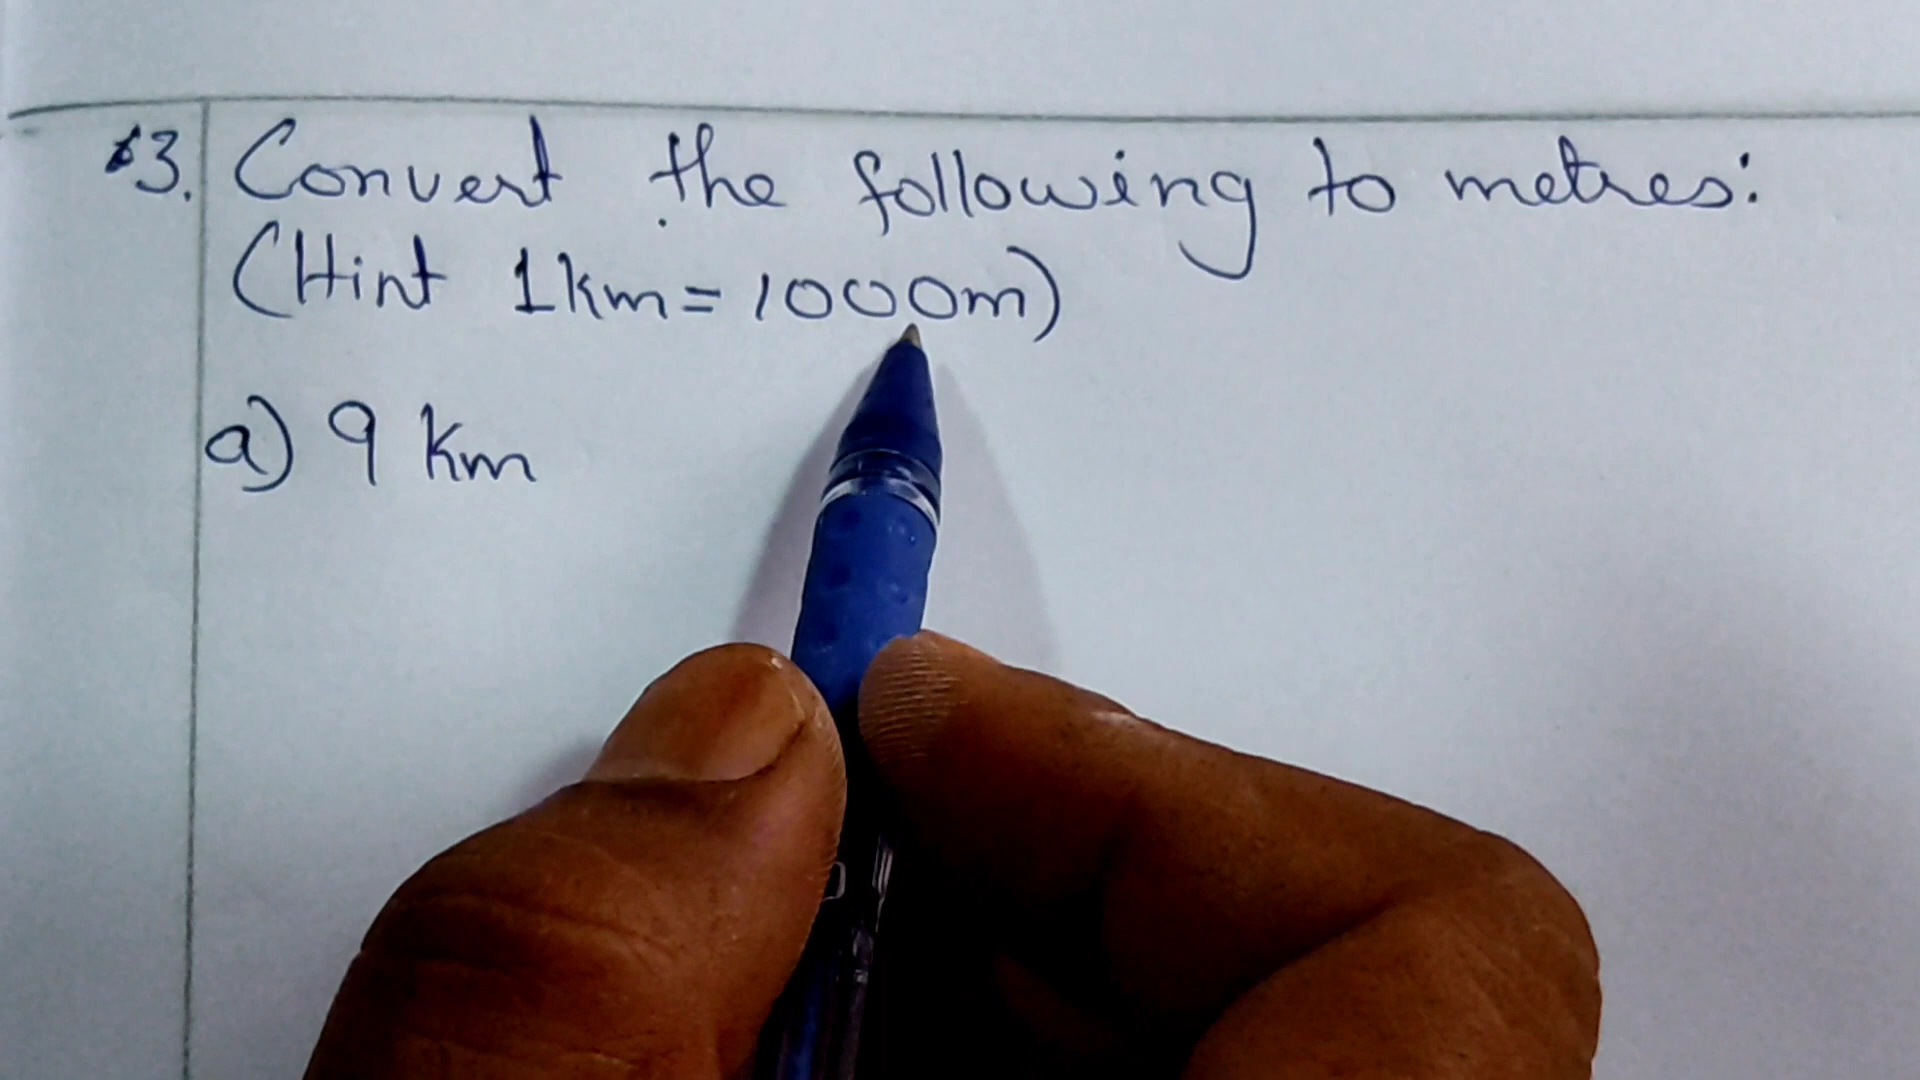 3. Convert the following to metres:
(Hint 1km = 1000m)
a) 9 km